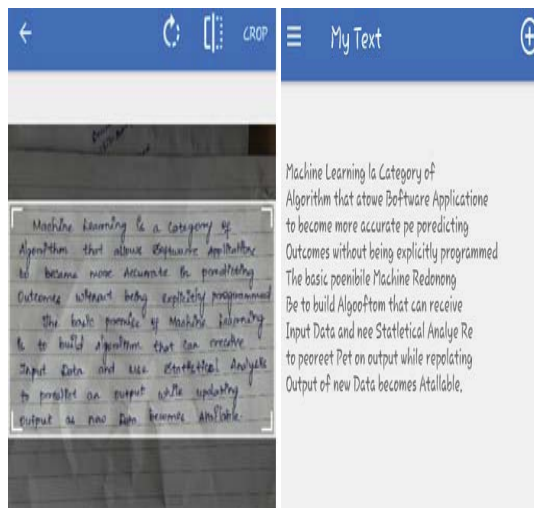 CROP
Machine Learning is a category of
Algorithm that allows Software Application
to become more accurate in poredicting
Outcomes without being explicitly programmed
The basic premise of Machine Learning
is to build algorithm that can receive
Input Data and use Statistical Analysis
to predict an output while updating
output as new Data becomes Available.
My Text
Machine Learning la Category of
Algorithm that atowe Boftware Applicatione
to become more accurate pe poredicting
Outcomes without being explicitly programmed
The basic poenibile Machine Redonong
Be to build Algooftom that can receive
Input Data and nee Statletical Analye Re
to peoreet Pet on output while repolating
Output of new Data becomes Atallable.